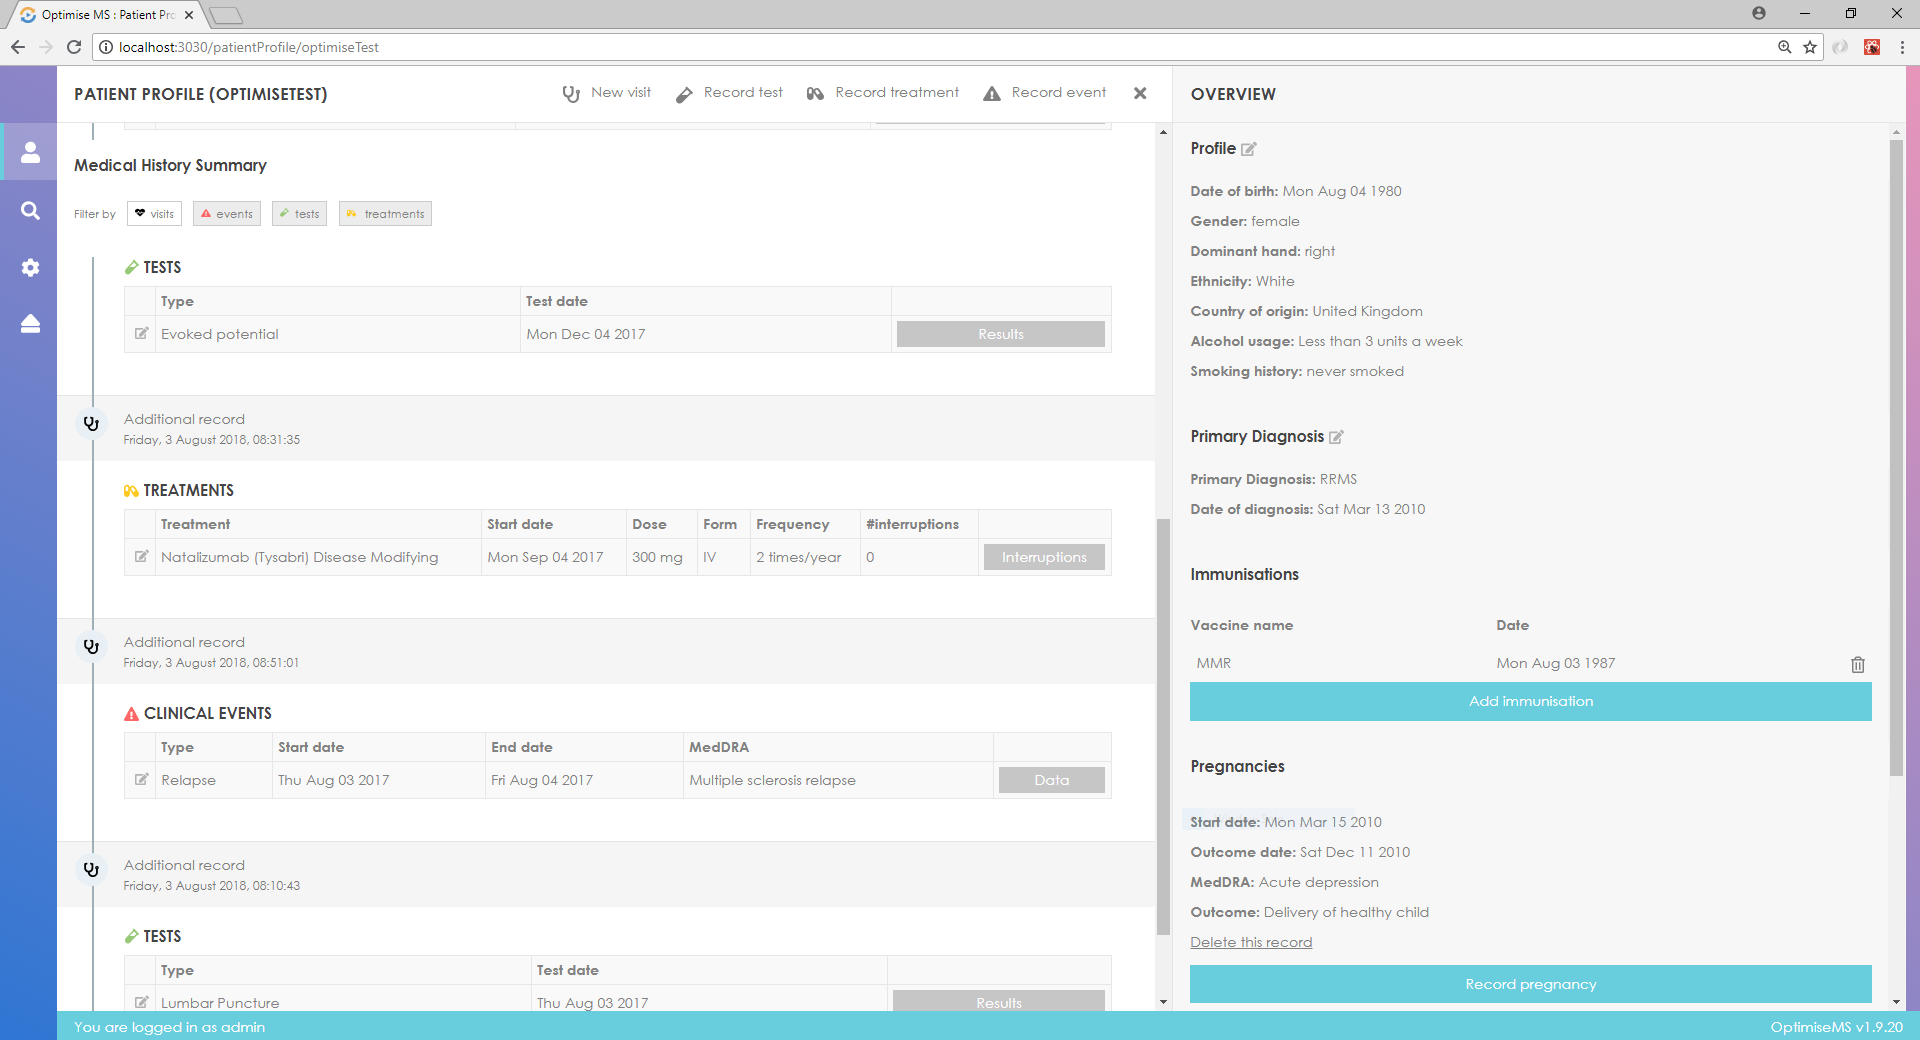 Optimise MS : Patient Pro
localhost:3030/patientProfile/optimiseTest
PATIENT PROFILE (OPTIMISETEST)
New visit
Record test
Record treatment
Record event
Medical History Summary
Filter by
visits
events
tests
treatments
TESTS
Type Test date
Evoked potential Mon Dec 04 2017 Results
Additional record
Friday, 3 August 2018, 08:31:35
TREATMENTS
Treatment Start date Dose Form Frequency #interruptions
Natalizumab (Tysabri) Disease Modifying Mon Sep 04 2017 300 mg IV 2 times/year 0 Interruptions
Additional record
Friday, 3 August 2018, 08:51:01
CLINICAL EVENTS
Type Start date End date MedDRA
Relapse Thu Aug 03 2017 Fri Aug 04 2017 Multiple sclerosis relapse Data
Additional record
Friday, 3 August 2018, 08:10:43
TESTS
Type Test date
Lumbar Puncture Thu Aug 03 2017 Results
OVERVIEW
Profile
Date of birth: Mon Aug 04 1980
Gender: female
Dominant hand: right
Ethnicity: White
Country of origin: United Kingdom
Alcohol usage: Less than 3 units a week
Smoking history: never smoked
Primary Diagnosis
Primary Diagnosis: RRMS
Date of diagnosis: Sat Mar 13 2010
Immunisations
Vaccine name Date
MMR Mon Aug 03 1987
Add immunisation
Pregnancies
Start date: Mon Mar 15 2010
Outcome date: Sat Dec 11 2010
MedDRA: Acute depression
Outcome: Delivery of healthy child
Delete this record
Record pregnancy
You are logged in as admin
OptimiseMS v1.9.20